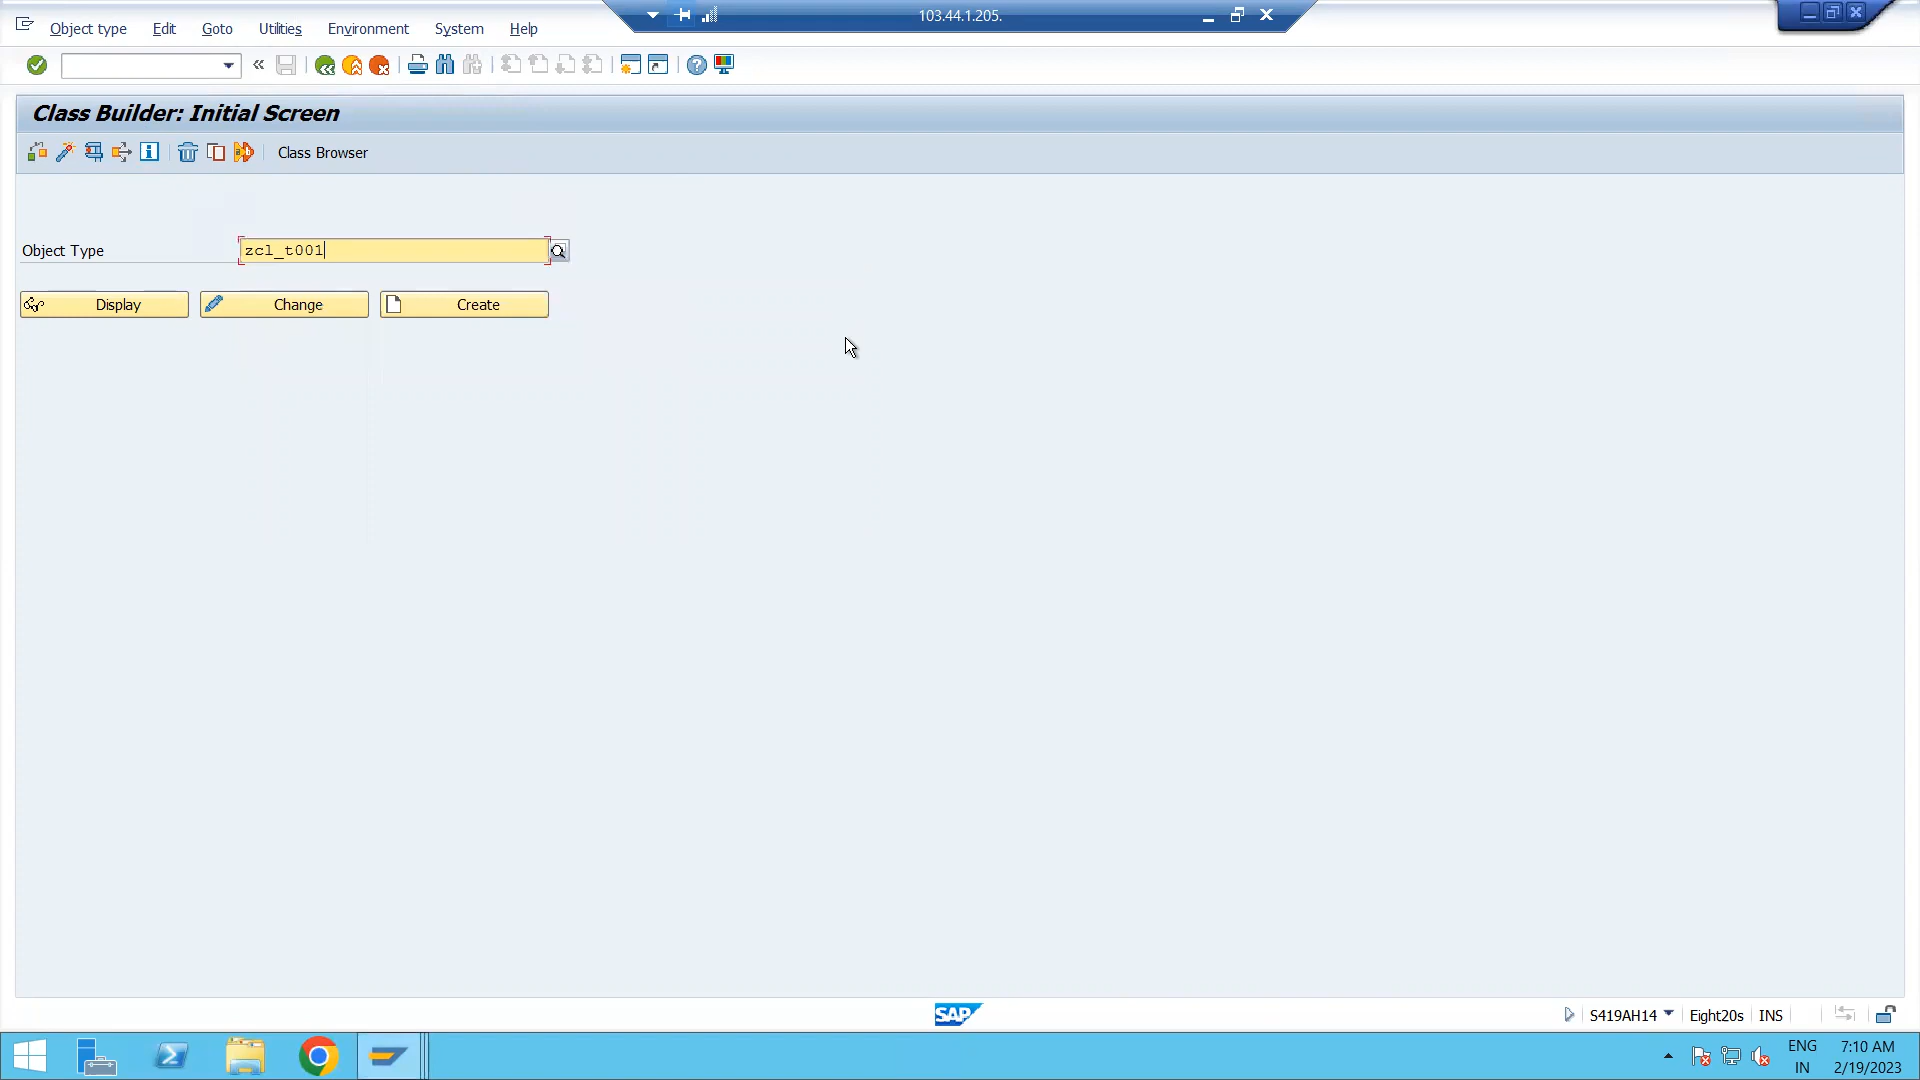 103.44.1.205.
Object type Edit Goto Utilities Environment System Help
Class Builder: Initial Screen
Class Browser
Object Type zcl_t001
Display Change Create
SAP
S419AH14 Eight20s INS
ENG 7:10 AM
IN 2/19/2023